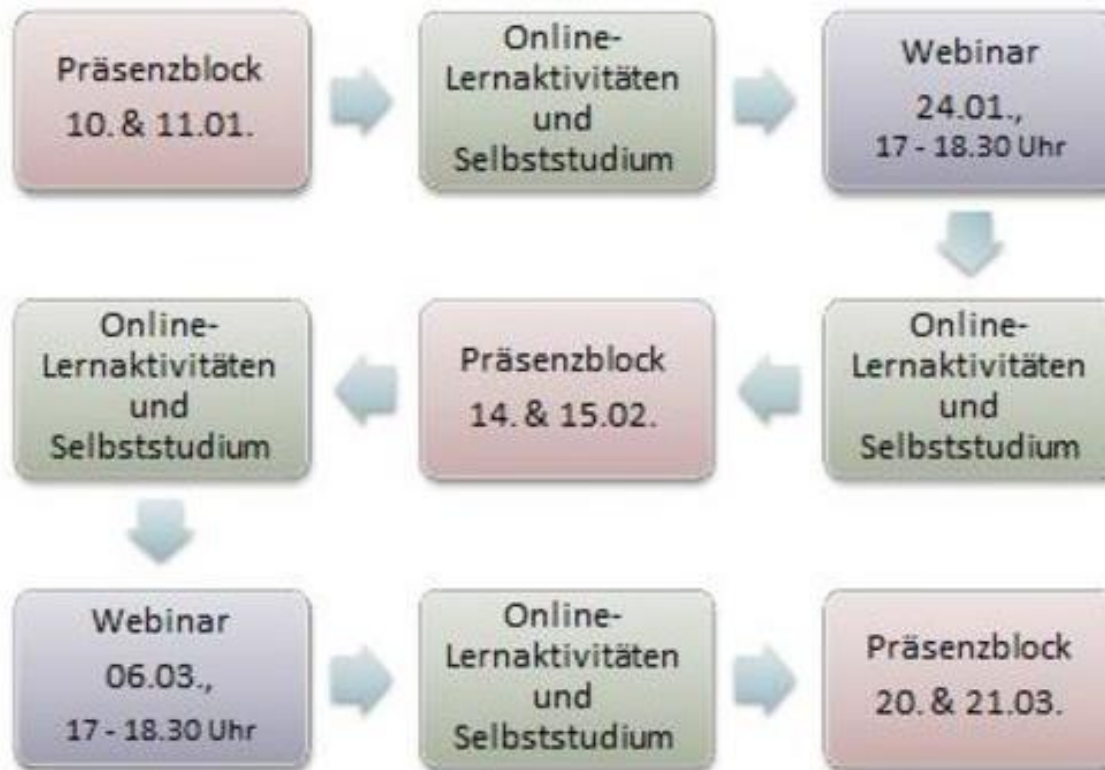 Präsenzblock
10. & 11.01.
Online-
Lernaktivitäten
und
Selbststudium
Webinar
24.01.,
17 - 18.30 Uhr
Online-
Lernaktivitäten
und
Selbststudium
Präsenzblock
14. & 15.02.
Online-
Lernaktivitäten
und
Selbststudium
Webinar
06.03.,
17 - 18.30 Uhr
Online-
Lernaktivitäten
und
Selbststudium
Präsenzblock
20. & 21.03.